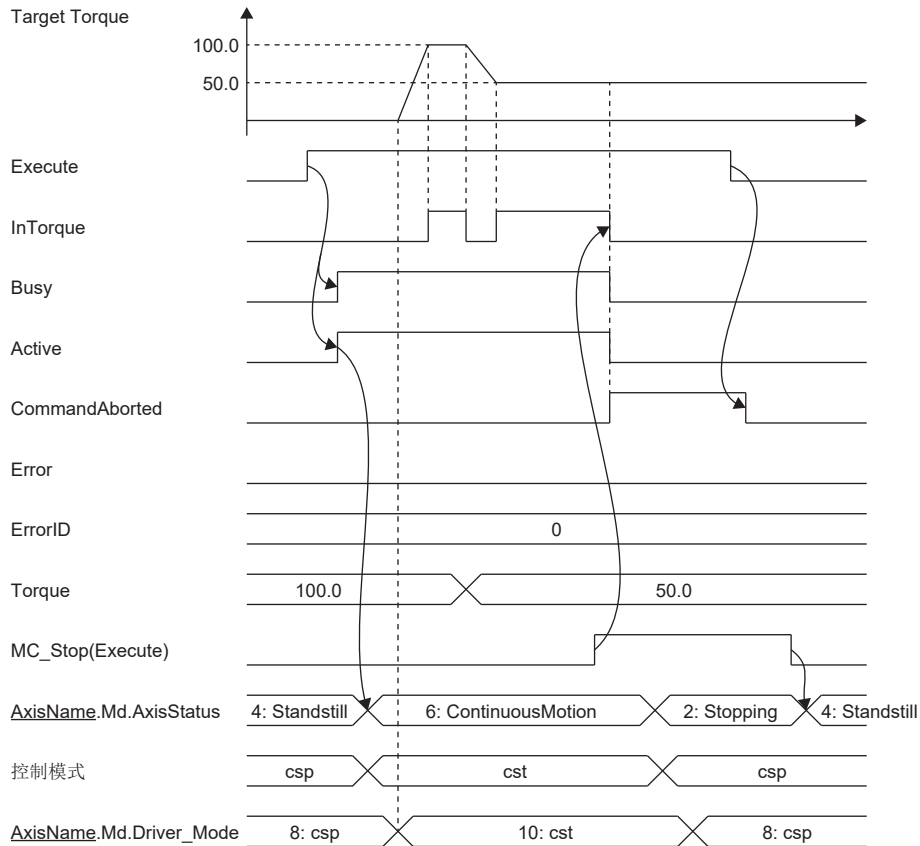 Target Torque
100.0
50.0
Execute
InTorque
Busy
Active
CommandAborted
Error
ErrorID
0
Torque
100.0
50.0
MC_Stop(Execute)
AxisName.Md.AxisStatus
4: Standstill
6: ContinuousMotion
2: Stopping
4: Standstill
控制模式
csp
cst
csp
AxisName.Md.Driver_Mode
8: csp
10: cst
8: csp